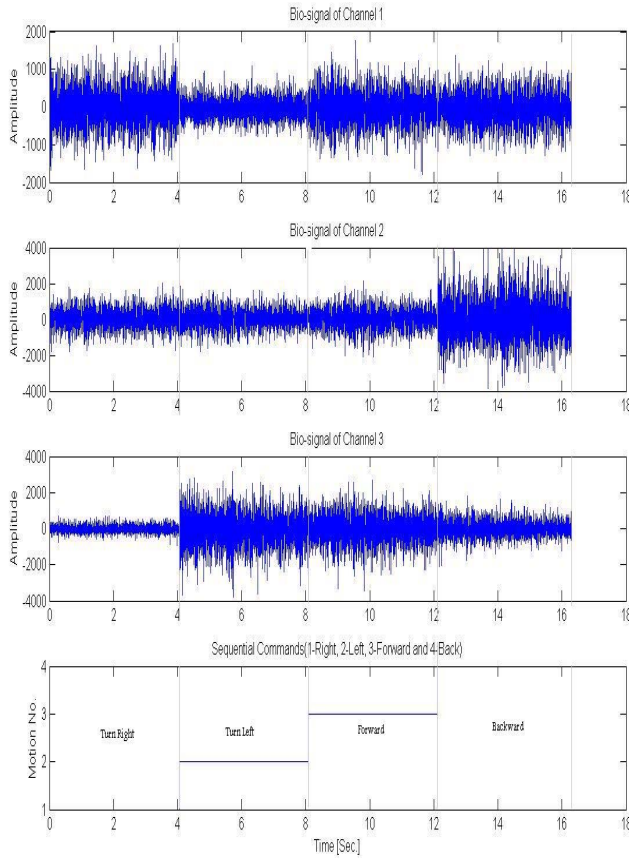 Bio-signal of Channel 1
2000
1000
0
-1000
-2000
Amplitude
0 2 4 6 8 10 12 14 16 18
Bio-signal of Channel 2
4000
2000
0
-2000
-4000
Amplitude
0 2 4 6 8 10 12 14 16 18
Bio-signal of Channel 3
4000
2000
0
-2000
-4000
Amplitude
0 2 4 6 8 10 12 14 16 18
Sequential Commands(1-Right, 2-Left, 3-Forward and 4-Back)
4
3
2
1
Motion No.
Turn Right Turn Left Forward Backward
0 2 4 6 8 10 12 14 16 18
Time [Sec.]